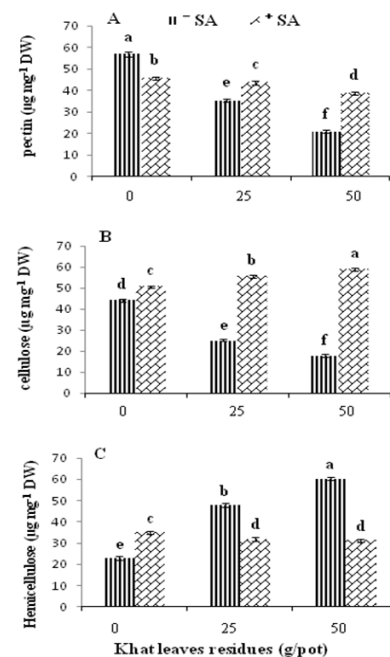 A
− SA
+ SA
pectin (µg mg⁻¹ DW)
70
60
50
40
30
20
10
0
a
b
e
c
f
d
0 25 50
B
cellulose (µg mg⁻¹ DW)
70
60
50
40
30
20
10
0
d
c
e
b
f
a
0 25 50
C
Hemicellulose (µg mg⁻¹ DW)
70
60
50
40
30
20
10
0
e
c
b
d
a
d
0 25 50
Khat leaves residues (g/pot)